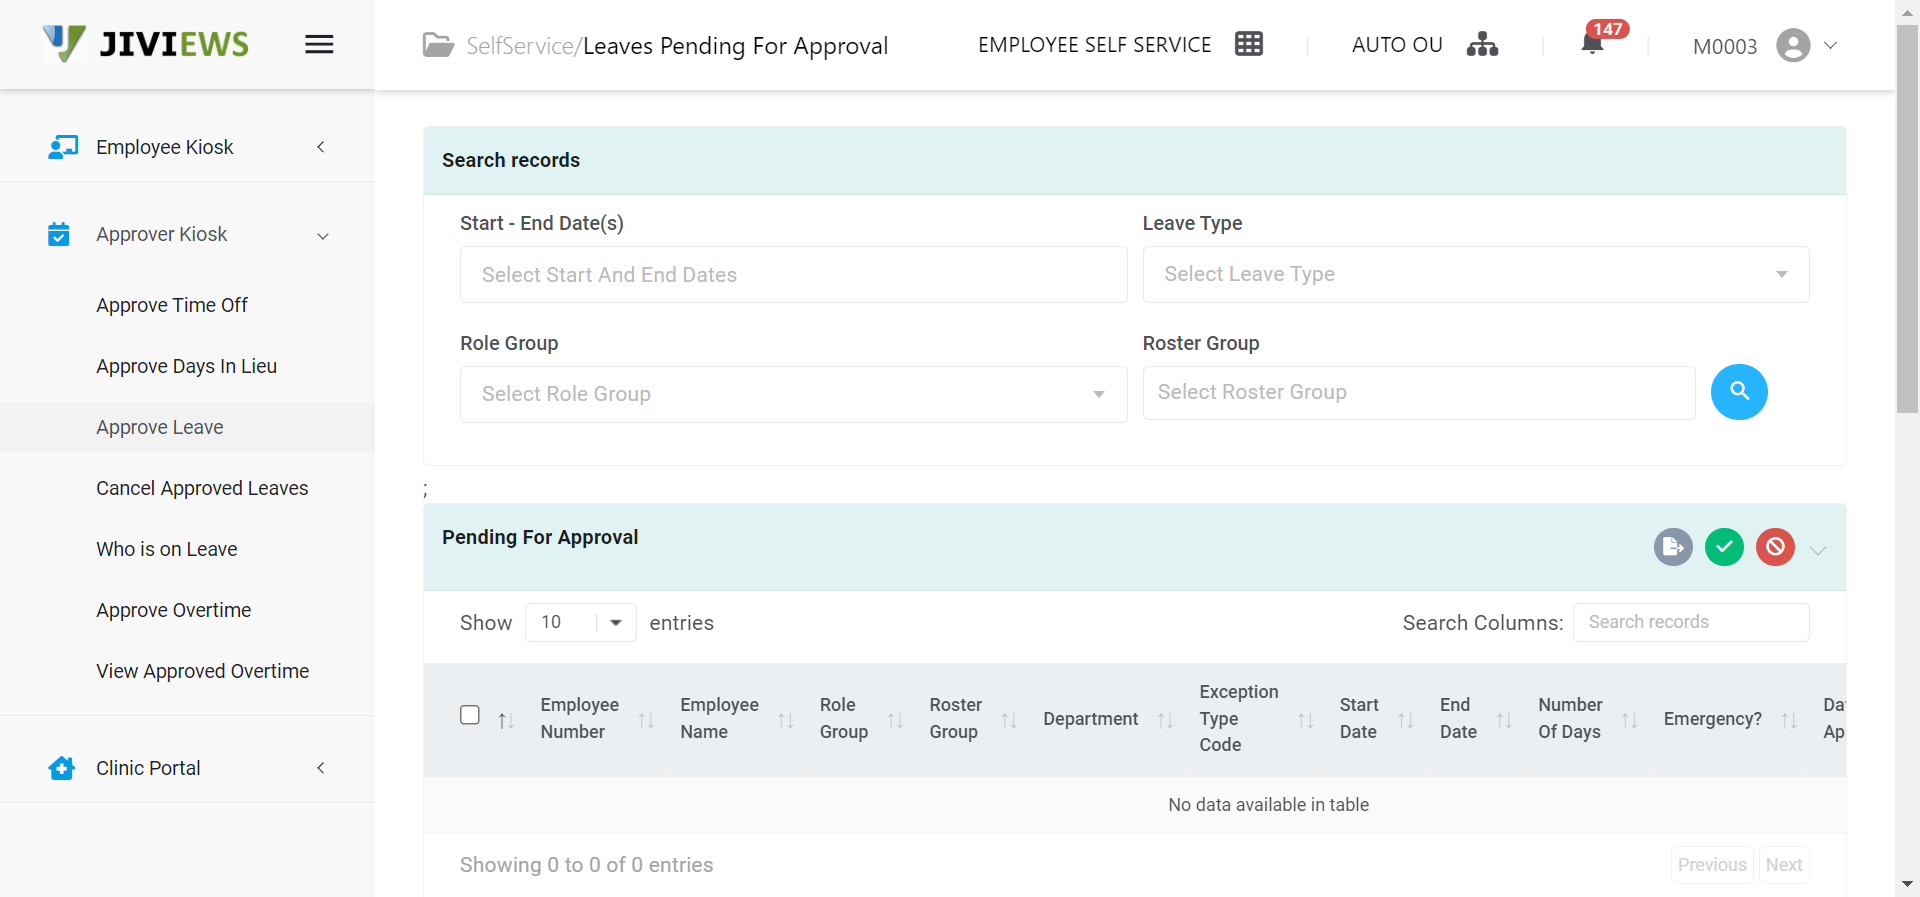 JIVIEWS
SelfService/Leaves Pending For Approval
EMPLOYEE SELF SERVICE
AUTO OU
147
M0003
Employee Kiosk
Approver Kiosk
Approve Time Off
Approve Days In Lieu
Approve Leave
Cancel Approved Leaves
Who is on Leave
Approve Overtime
View Approved Overtime
Clinic Portal
Search records
Start - End Date(s)
Leave Type
Select Start And End Dates
Select Leave Type
Role Group
Roster Group
Select Role Group
Select Roster Group
;
Pending For Approval
Show 10 entries
Search Columns: Search records
Employee Number
Employee Name
Role Group
Roster Group
Department
Exception Type Code
Start Date
End Date
Number Of Days
Emergency?
Da
Ap
No data available in table
Showing 0 to 0 of 0 entries
Previous
Next